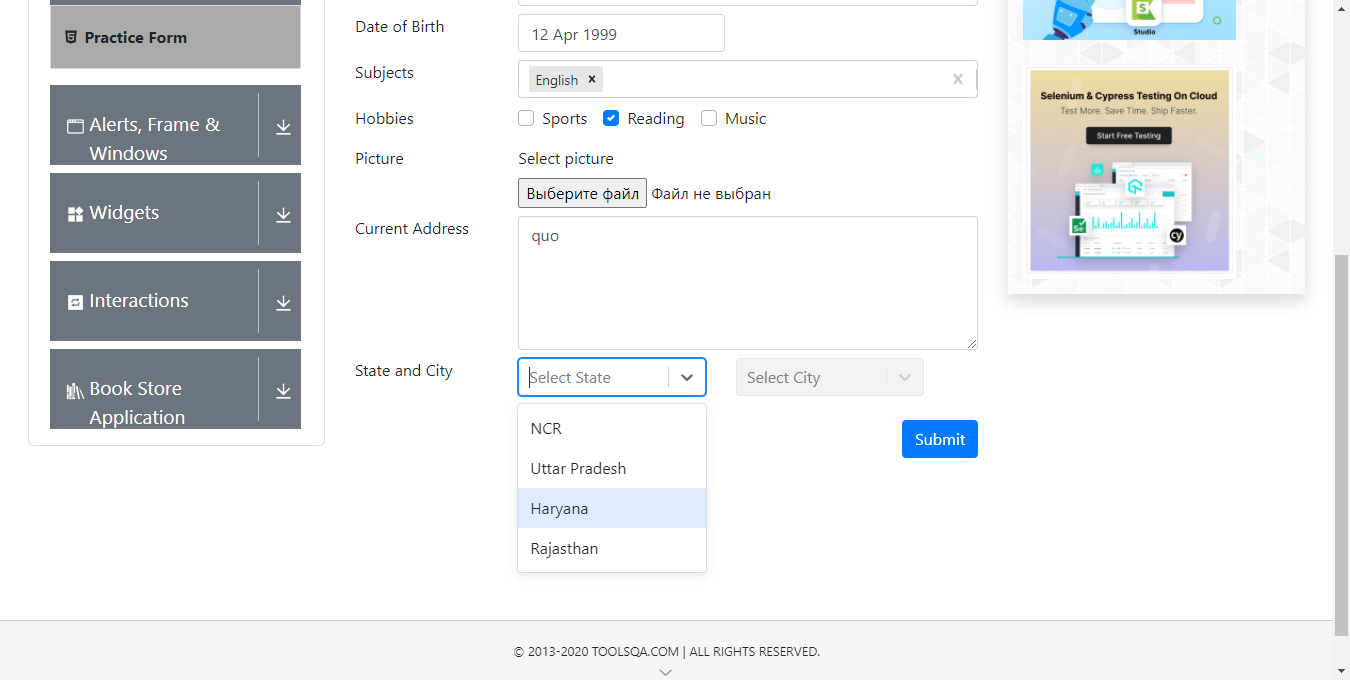 Practice Form
Alerts, Frame &
Windows
Widgets
Interactions
Book Store
Application
Date of Birth
12 Apr 1999
Subjects
English ×
Hobbies
Sports
Reading
Music
Picture
Select picture
Выберите файл Файл не выбран
Current Address
quo
State and City
Select State
Select City
NCR
Uttar Pradesh
Haryana
Rajasthan
Submit
Studio
Selenium & Cypress Testing On Cloud
Test More. Save Time. Ship Faster.
Start Free Testing
Se
cy
© 2013-2020 TOOLSQA.COM | ALL RIGHTS RESERVED.